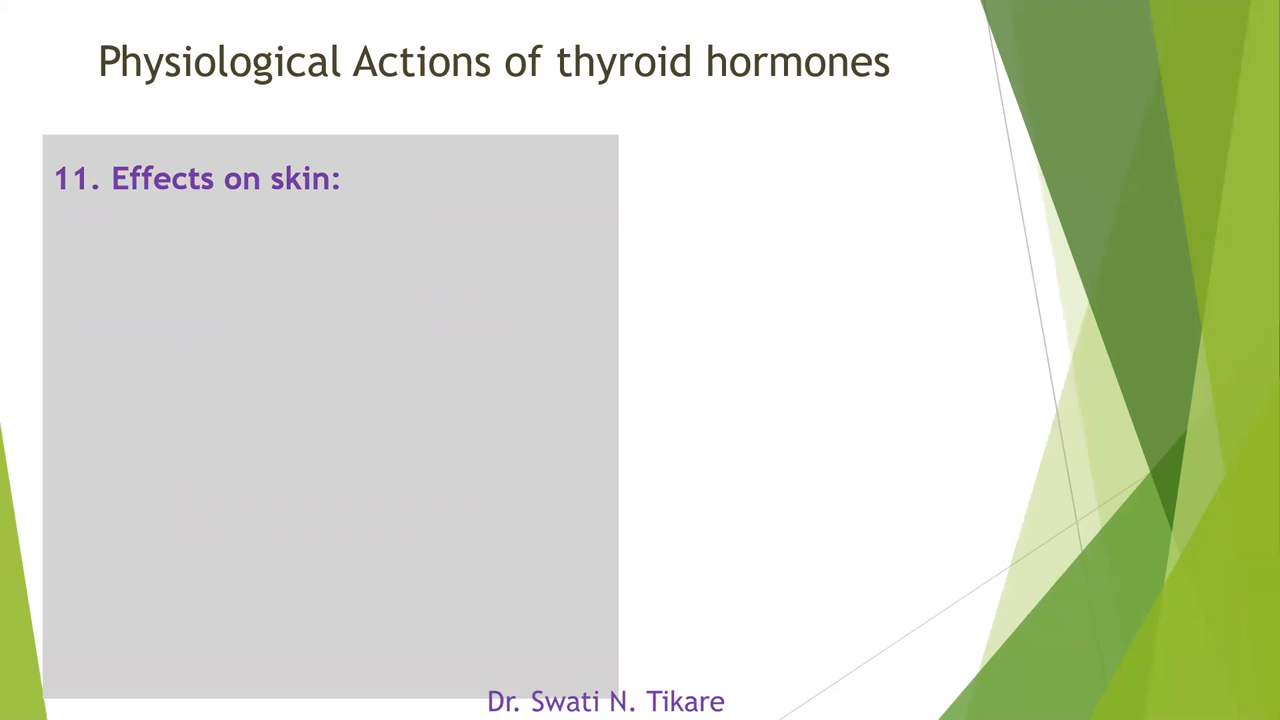 Physiological Actions of thyroid hormones
11. Effects on skin:
Dr. Swati N. Tikare